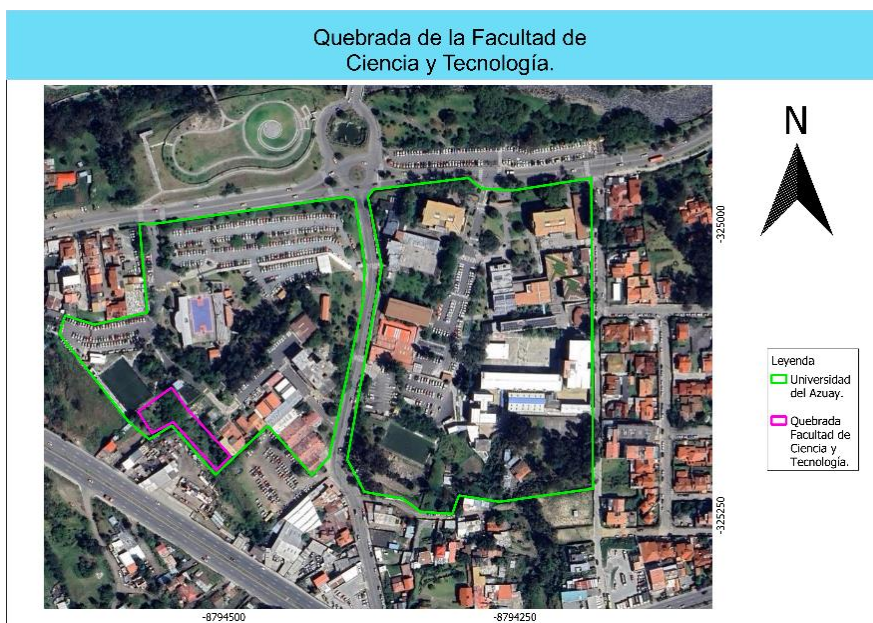 Quebrada de la Facultad de
Ciencia y Tecnología.
N
-325000
Leyenda
Universidad
del Azuay.
Quebrada
Facultad de
Ciencia y
Tecnología.
-325250
-8794500
-8794250